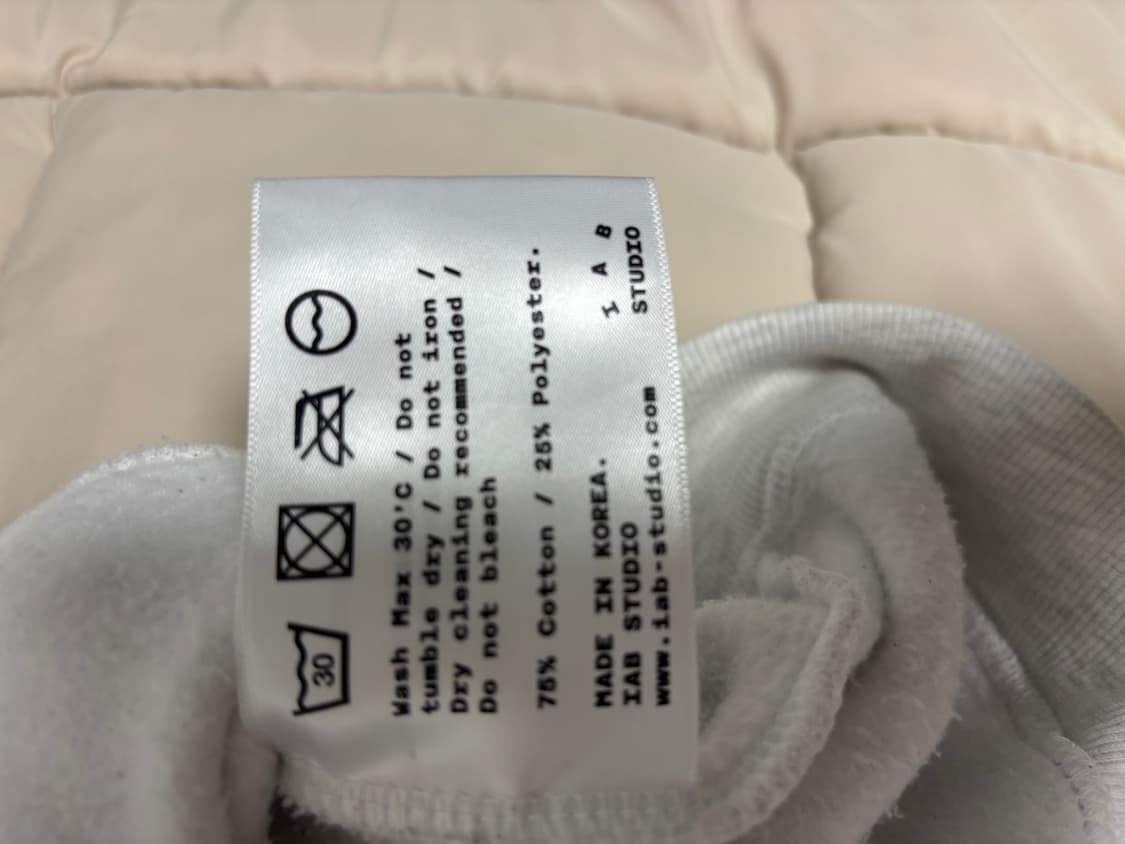 30
Wash Max 30'C / Do not
tumble dry / Do not iron /
Dry cleaning recommended /
Do not bleach
75% Cotton / 25% Polyester.
MADE IN KOREA.
IAB STUDIO
www.iab-studio.com
I A B
STUDIO